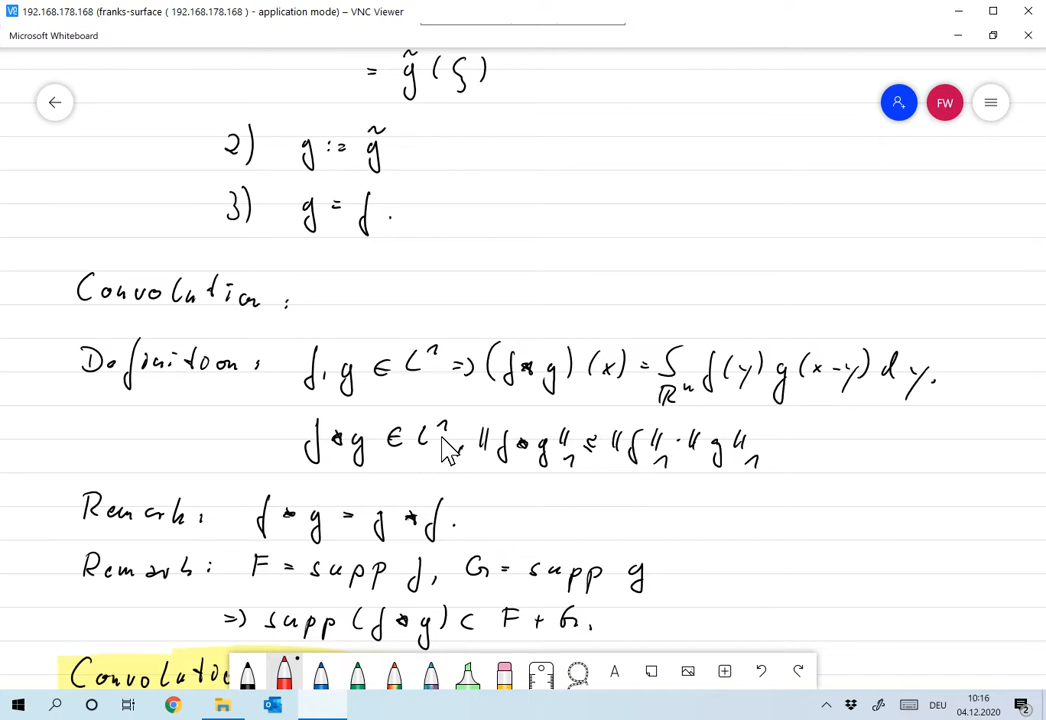 192.168.178.168 (franks-surface ( 192.168.178.168 ) - application mode) – VNC Viewer
Microsoft Whiteboard
= g̃(ξ)
FW
2) g := g̃
3) g = f.
Convolution:
Definition: f, g ∈ L¹ => (f * g)(x) = ∫_ℝⁿ f(y) g(x-y) dy.
f * g ∈ L¹, ‖f * g‖₁ ≤ ‖f‖₁ · ‖g‖₁
Remark: f * g = g * f.
Remark: F = supp f, G = supp g
=> supp(f * g) ⊂ F + G.
Convolution
A
10:16
DEU
04.12.2020
2